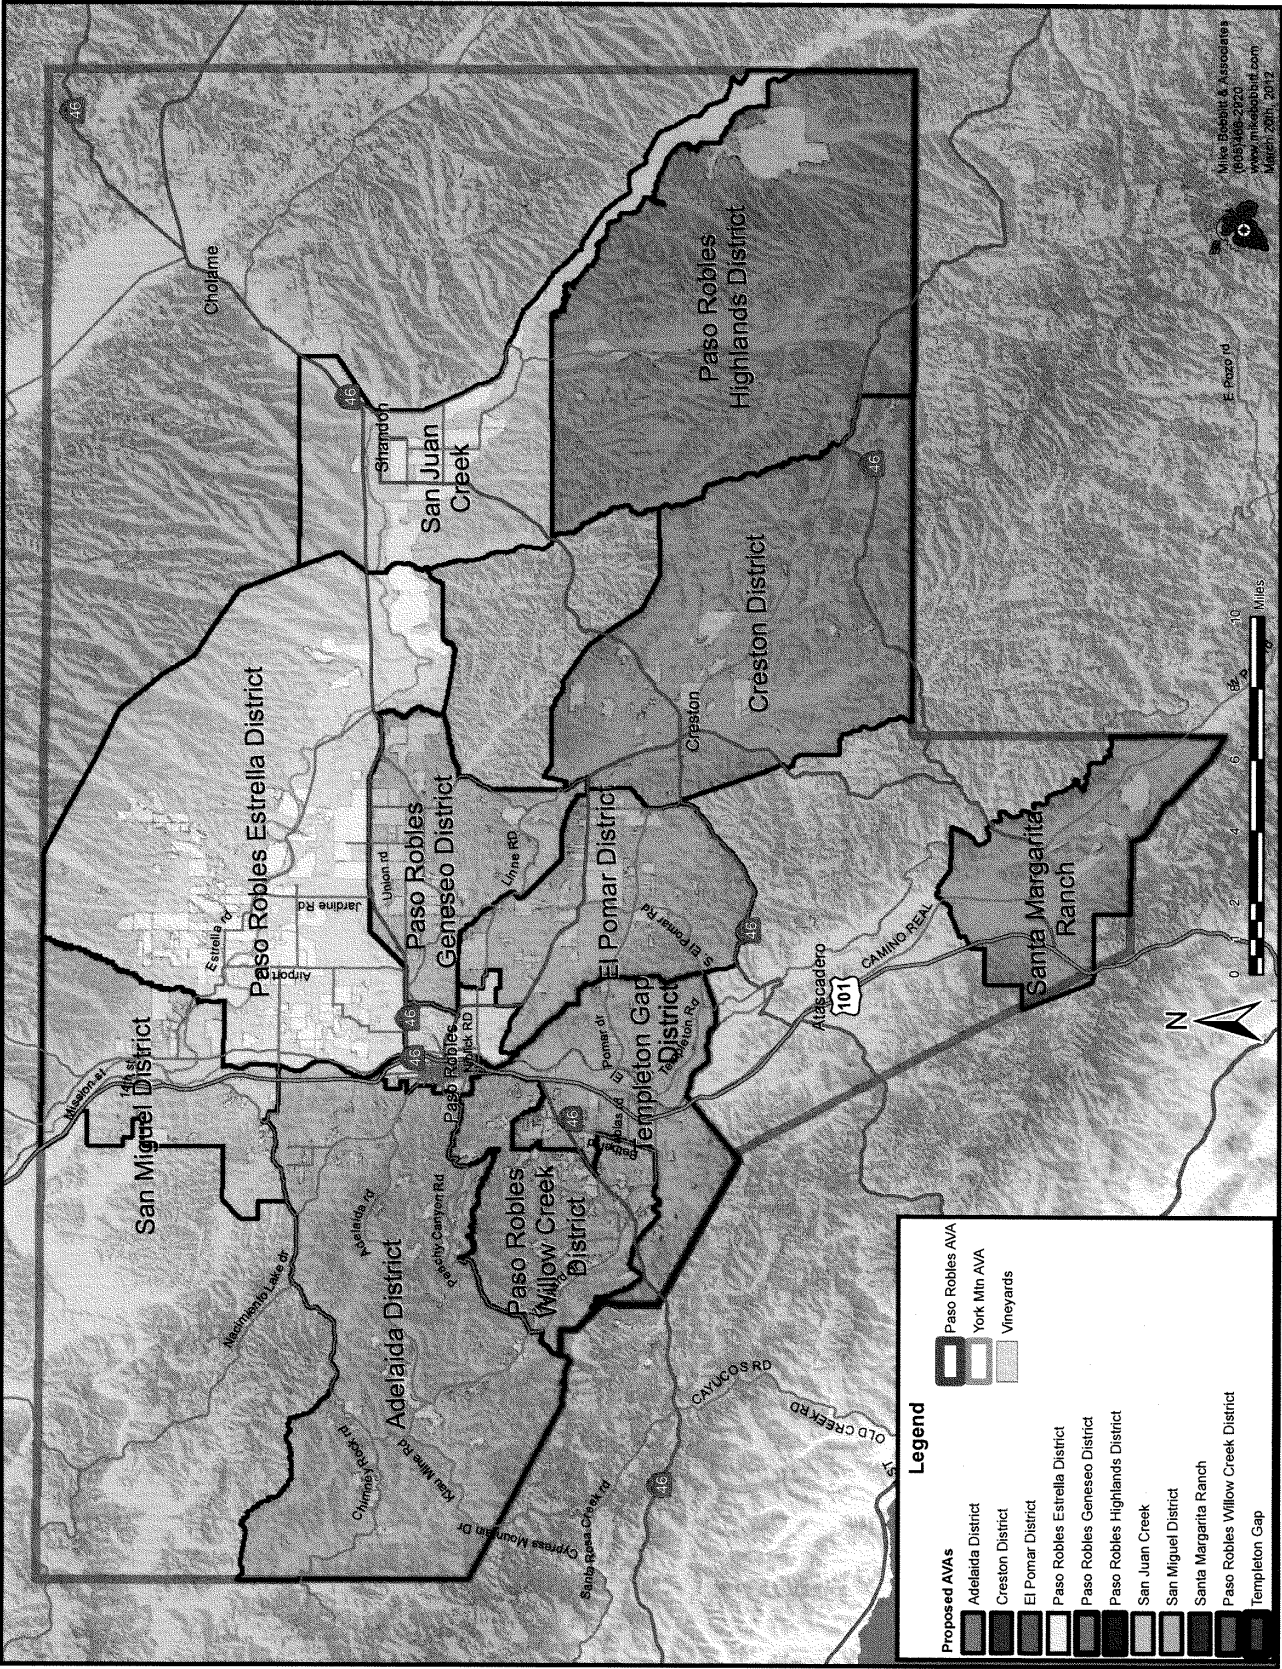 46
Cholame
46
Shandon
San Juan
Creek
Paso Robles
Highlands District
46
Creston District
Creston
Paso Robles Estrella District
Estrella rd
Airport
Jardine Rd
Union rd
Paso Robles
Geneseo District
Linne RD
El Pomar District
S El Pomar Rd
46
46
46
Paso Robles
Niblick RD
Mission st
14th st
San Miguel District
Nacimiento Lake dr
Adelaida rd
Peachy Canyon Rd
Adelaida District
Chimney Rock rd
Klau Mine Rd
Cypress Mountain Dr
Santa Rosa Creek rd
Paso Robles
Willow Creek
District
46
El Pomar dr
Templeton Gap
District
Templeton Rd
Atascadero
101
CAMINO REAL
Santa Margarita
Ranch
E Pozo rd
46
CAYUCOS RD
OLD CREEK RD
N
0
2
4
6
8
10
Miles
Legend
Proposed AVAs
Adelaida District
Creston District
El Pomar District
Paso Robles Estrella District
Paso Robles Geneseo District
Paso Robles Highlands District
San Juan Creek
San Miguel District
Santa Margarita Ranch
Paso Robles Willow Creek District
Templeton Gap
Paso Robles AVA
York Mtn AVA
Vineyards
Mike Bobbitt & Associates
www.mikebobbitt.com
March 20th, 2012